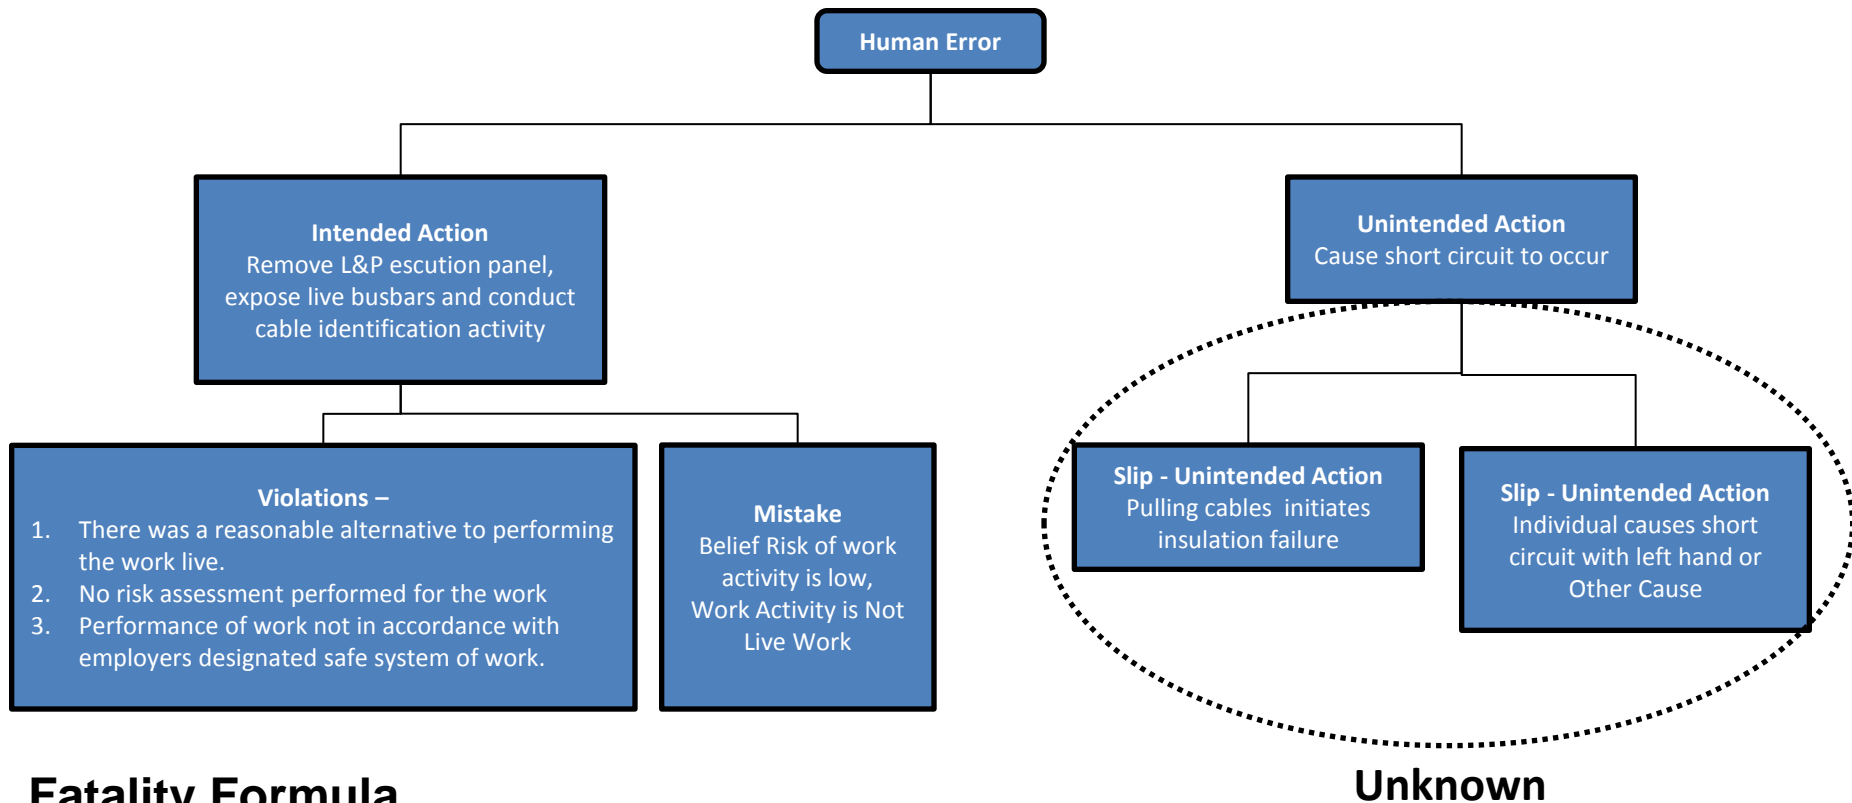 Human Error
Intended Action
Remove L&P escution panel,
expose live busbars and conduct
cable identification activity
Unintended Action
Cause short circuit to occur
Violations –
1. There was a reasonable alternative to performing
the work live.
2. No risk assessment performed for the work
3. Performance of work not in accordance with
employers designated safe system of work.
Mistake
Belief Risk of work
activity is low,
Work Activity is Not
Live Work
Slip - Unintended Action
Pulling cables initiates
insulation failure
Slip - Unintended Action
Individual causes short
circuit with left hand or
Other Cause
Unknown
Fatality Formula